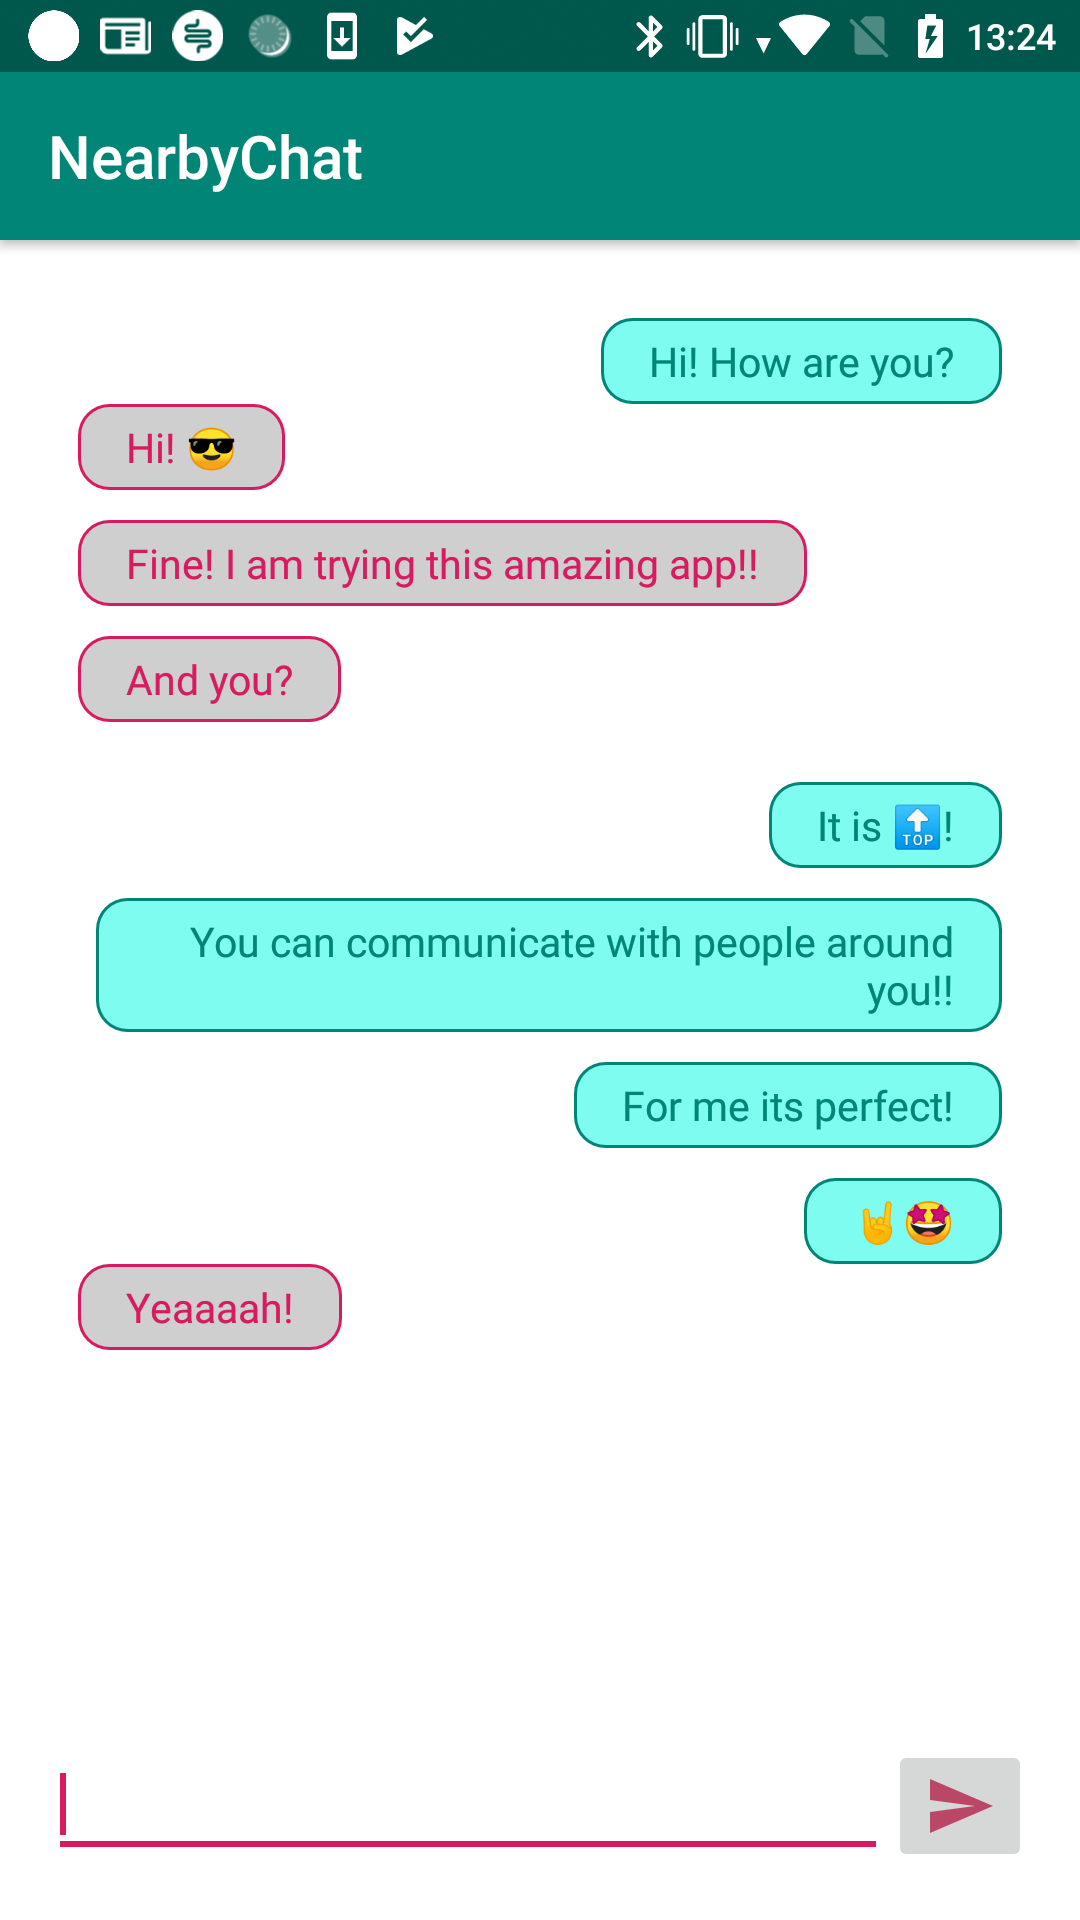 13:24
NearbyChat
Hi! How are you?
Hi! 😎
Fine! I am trying this amazing app!!
And you?
It is 🔝!
You can communicate with people around
you!!
For me its perfect!
🤘🤩
Yeaaaah!